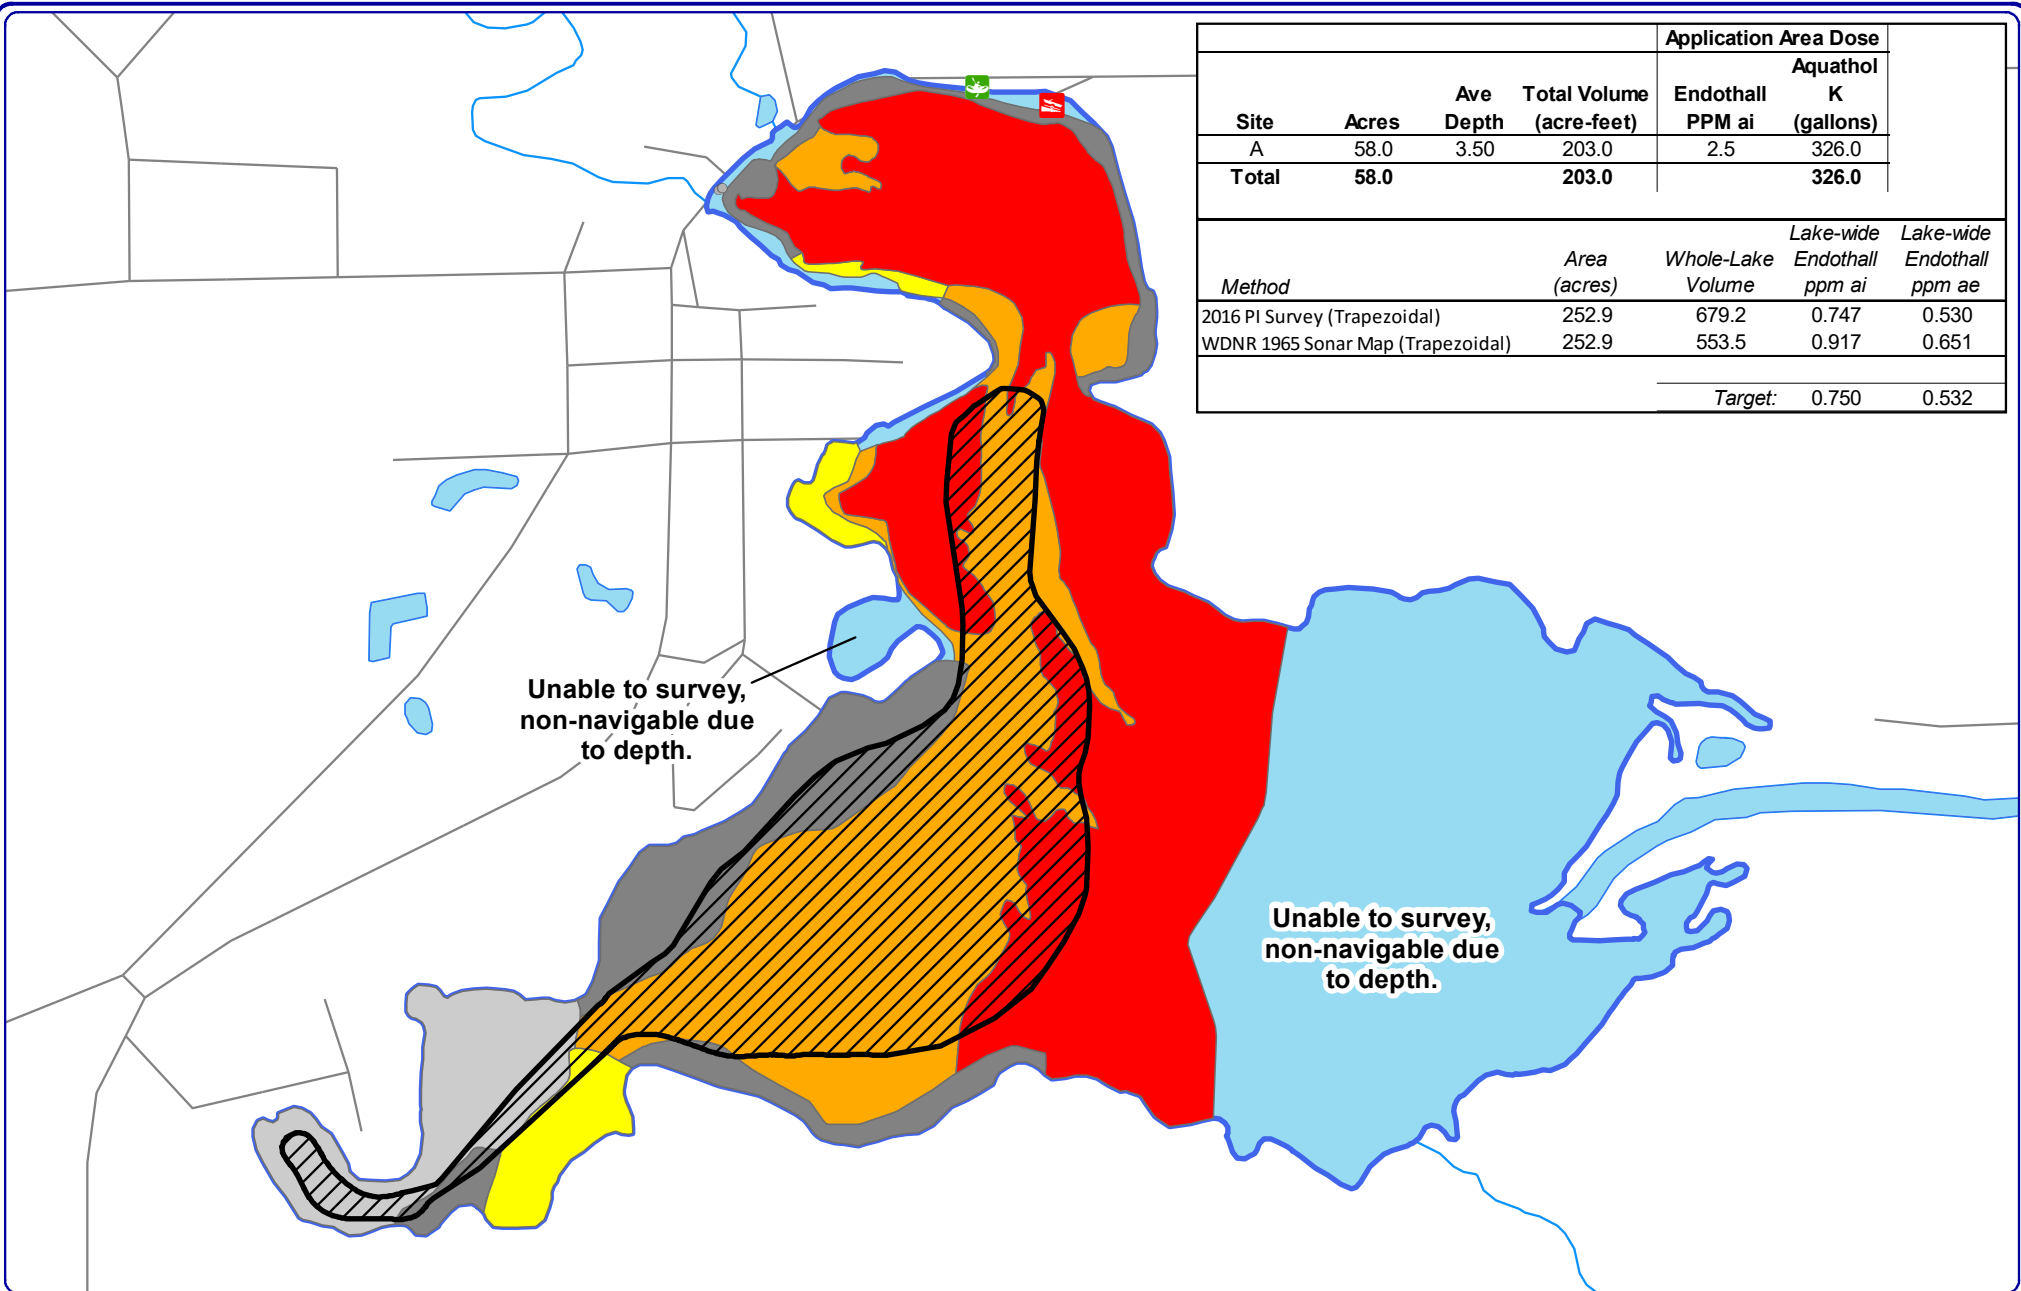 Application Area Dose
Site Acres Ave Depth Total Volume (acre-feet) Endothall PPM ai Aquathol K (gallons)
A 58.0 3.50 203.0 2.5 326.0
Total 58.0 203.0 326.0
Method Area (acres) Whole-Lake Volume Lake-wide Endothall ppm ai Lake-wide Endothall ppm ae
2016 PI Survey (Trapezoidal) 252.9 679.2 0.747 0.530
WDNR 1965 Sonar Map (Trapezoidal) 252.9 553.5 0.917 0.651
Target: 0.750 0.532
Unable to survey,
non-navigable due
to depth.
Unable to survey,
non-navigable due
to depth.